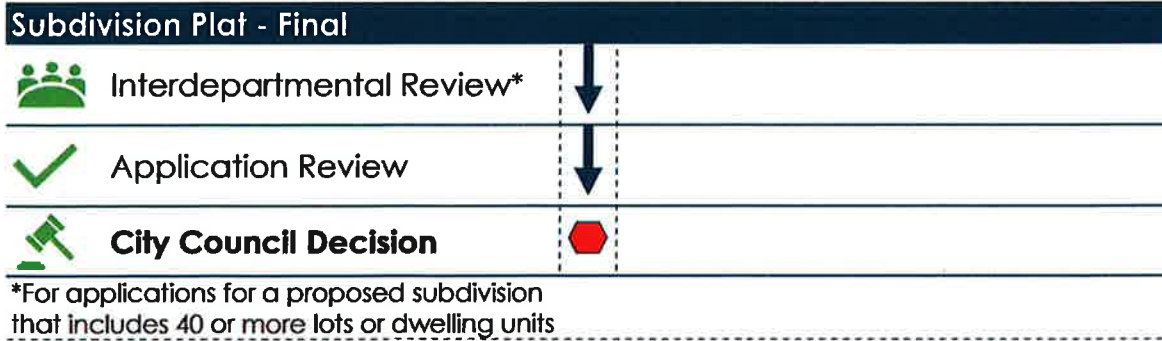 Subdivision Plat - Final
Interdepartmental Review*
Application Review
City Council Decision
*For applications for a proposed subdivision
that includes 40 or more lots or dwelling units